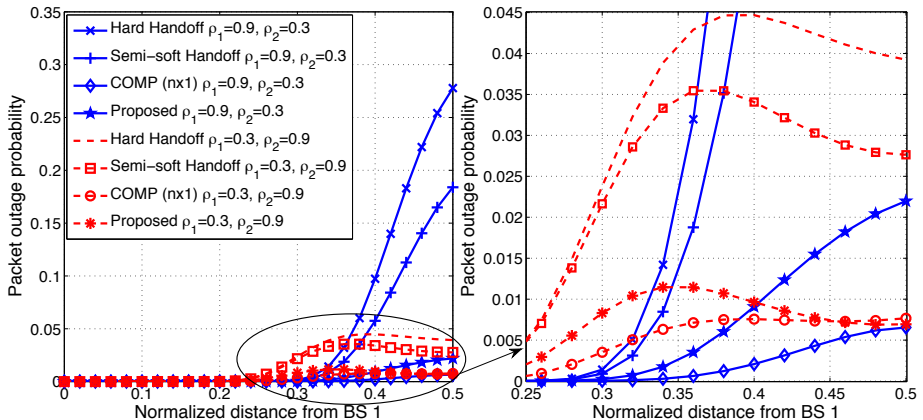 0.35
0.3
0.25
0.2
0.15
0.1
0.05
0
Packet outage probability
Hard Handoff ρ1=0.9, ρ2=0.3
Semi-soft Handoff ρ1=0.9, ρ2=0.3
COMP (nx1) ρ1=0.9, ρ2=0.3
Proposed ρ1=0.9, ρ2=0.3
Hard Handoff ρ1=0.3, ρ2=0.9
Semi-soft Handoff ρ1=0.3, ρ2=0.9
COMP (nx1) ρ1=0.3, ρ2=0.9
Proposed ρ1=0.3, ρ2=0.9
0 0.1 0.2 0.3 0.4 0.5
Normalized distance from BS 1
0.045
0.04
0.035
0.03
0.025
0.02
0.015
0.01
0.005
0
Packet outage probability
0.25 0.3 0.35 0.4 0.45 0.5
Normalized distance from BS 1